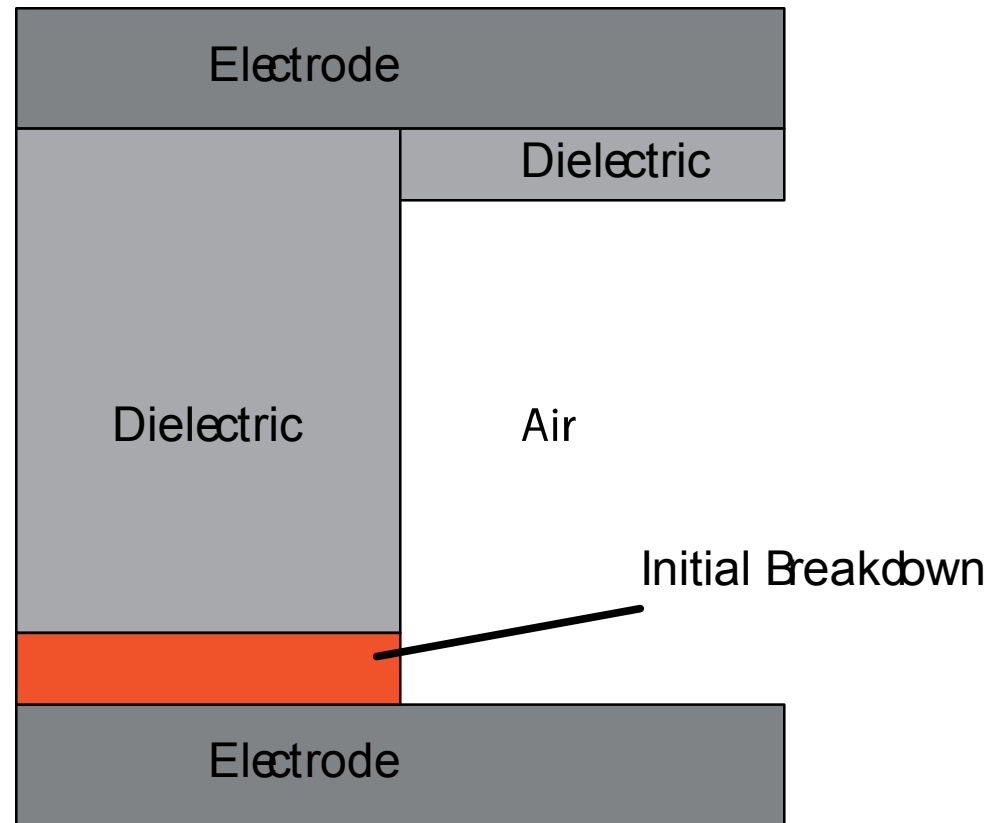 Electrode
Dielectric
Dielectric
Air
Initial Breakdown
Electrode